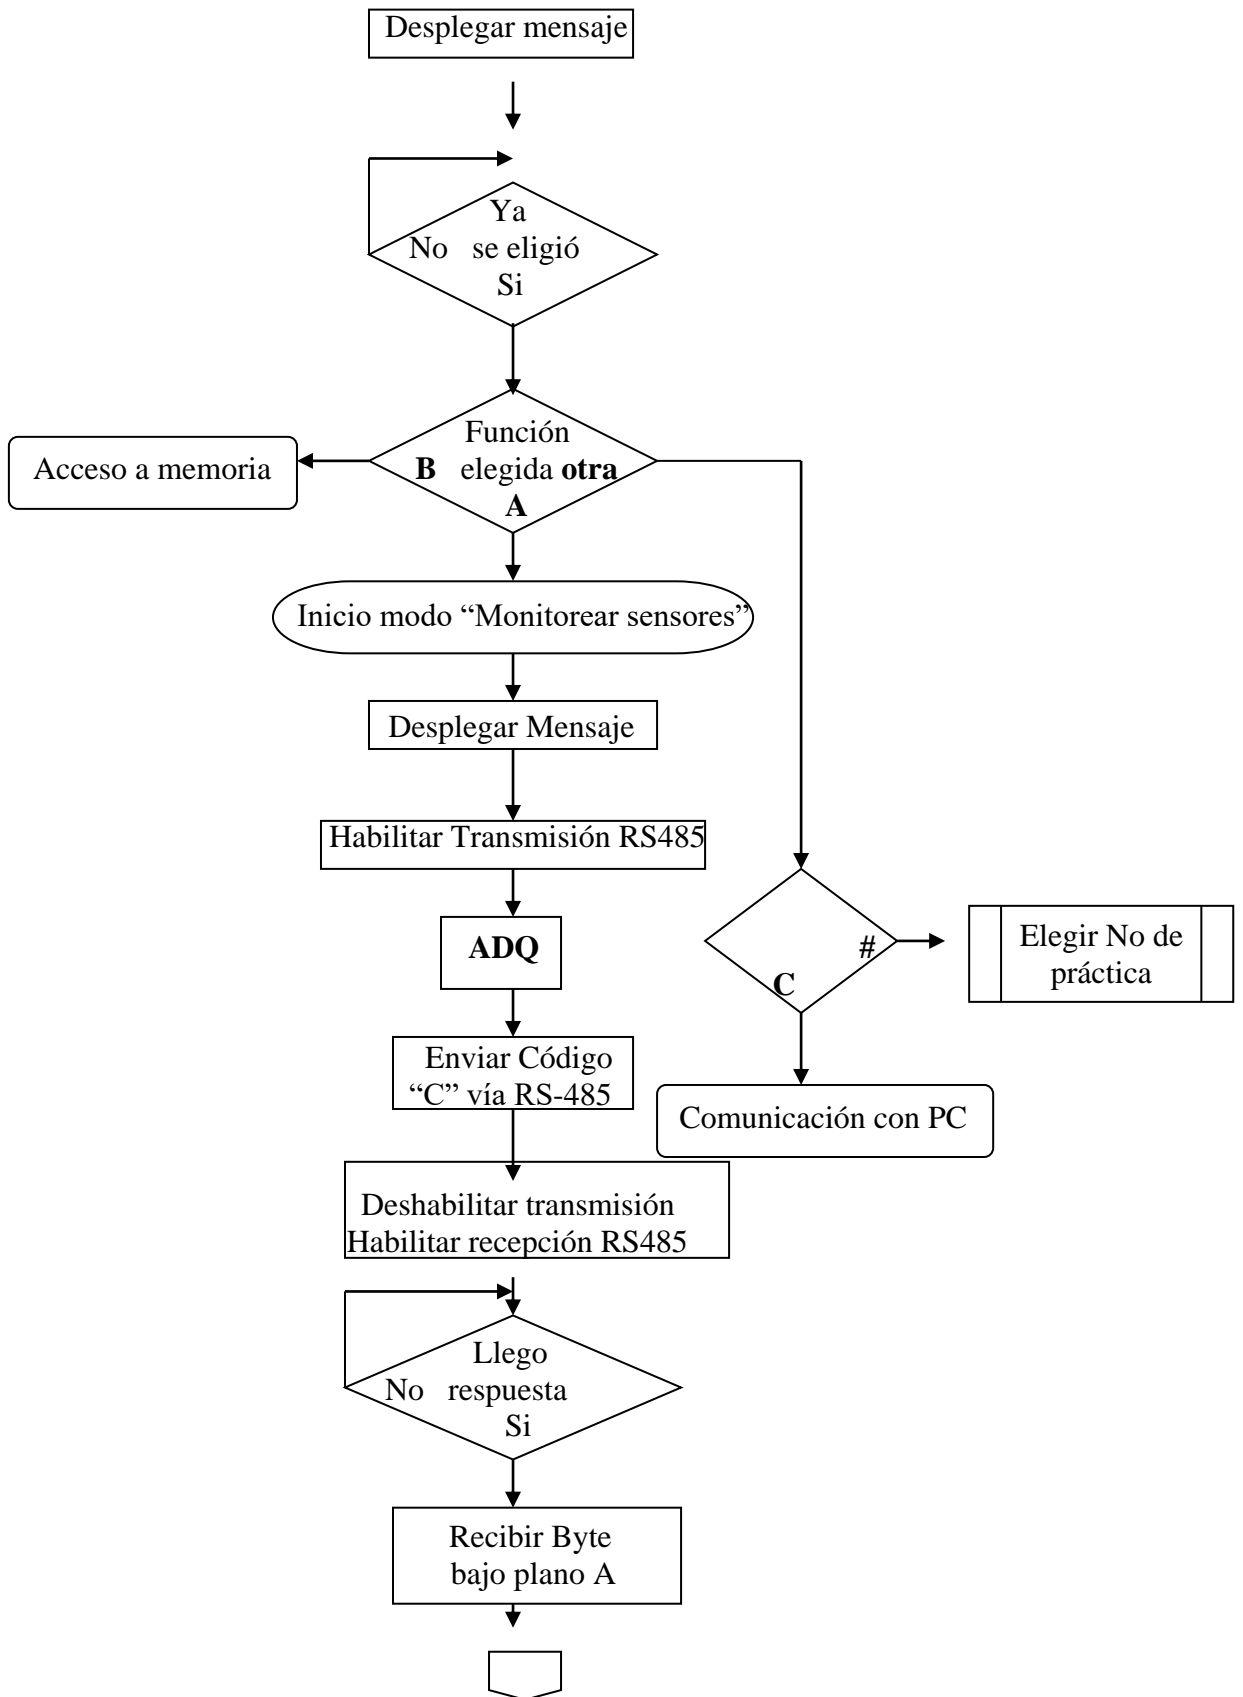 Desplegar mensaje
Ya
No se eligió
Si
Función
B elegida otra
A
Acceso a memoria
Inicio modo “Monitorear sensores”
Desplegar Mensaje
Habilitar Transmisión RS485
ADQ
#
C
Elegir No de
práctica
Enviar Código
“C” vía RS-485
Comunicación con PC
Deshabilitar transmisión
Habilitar recepción RS485
Llego
No respuesta
Si
Recibir Byte
bajo plano A